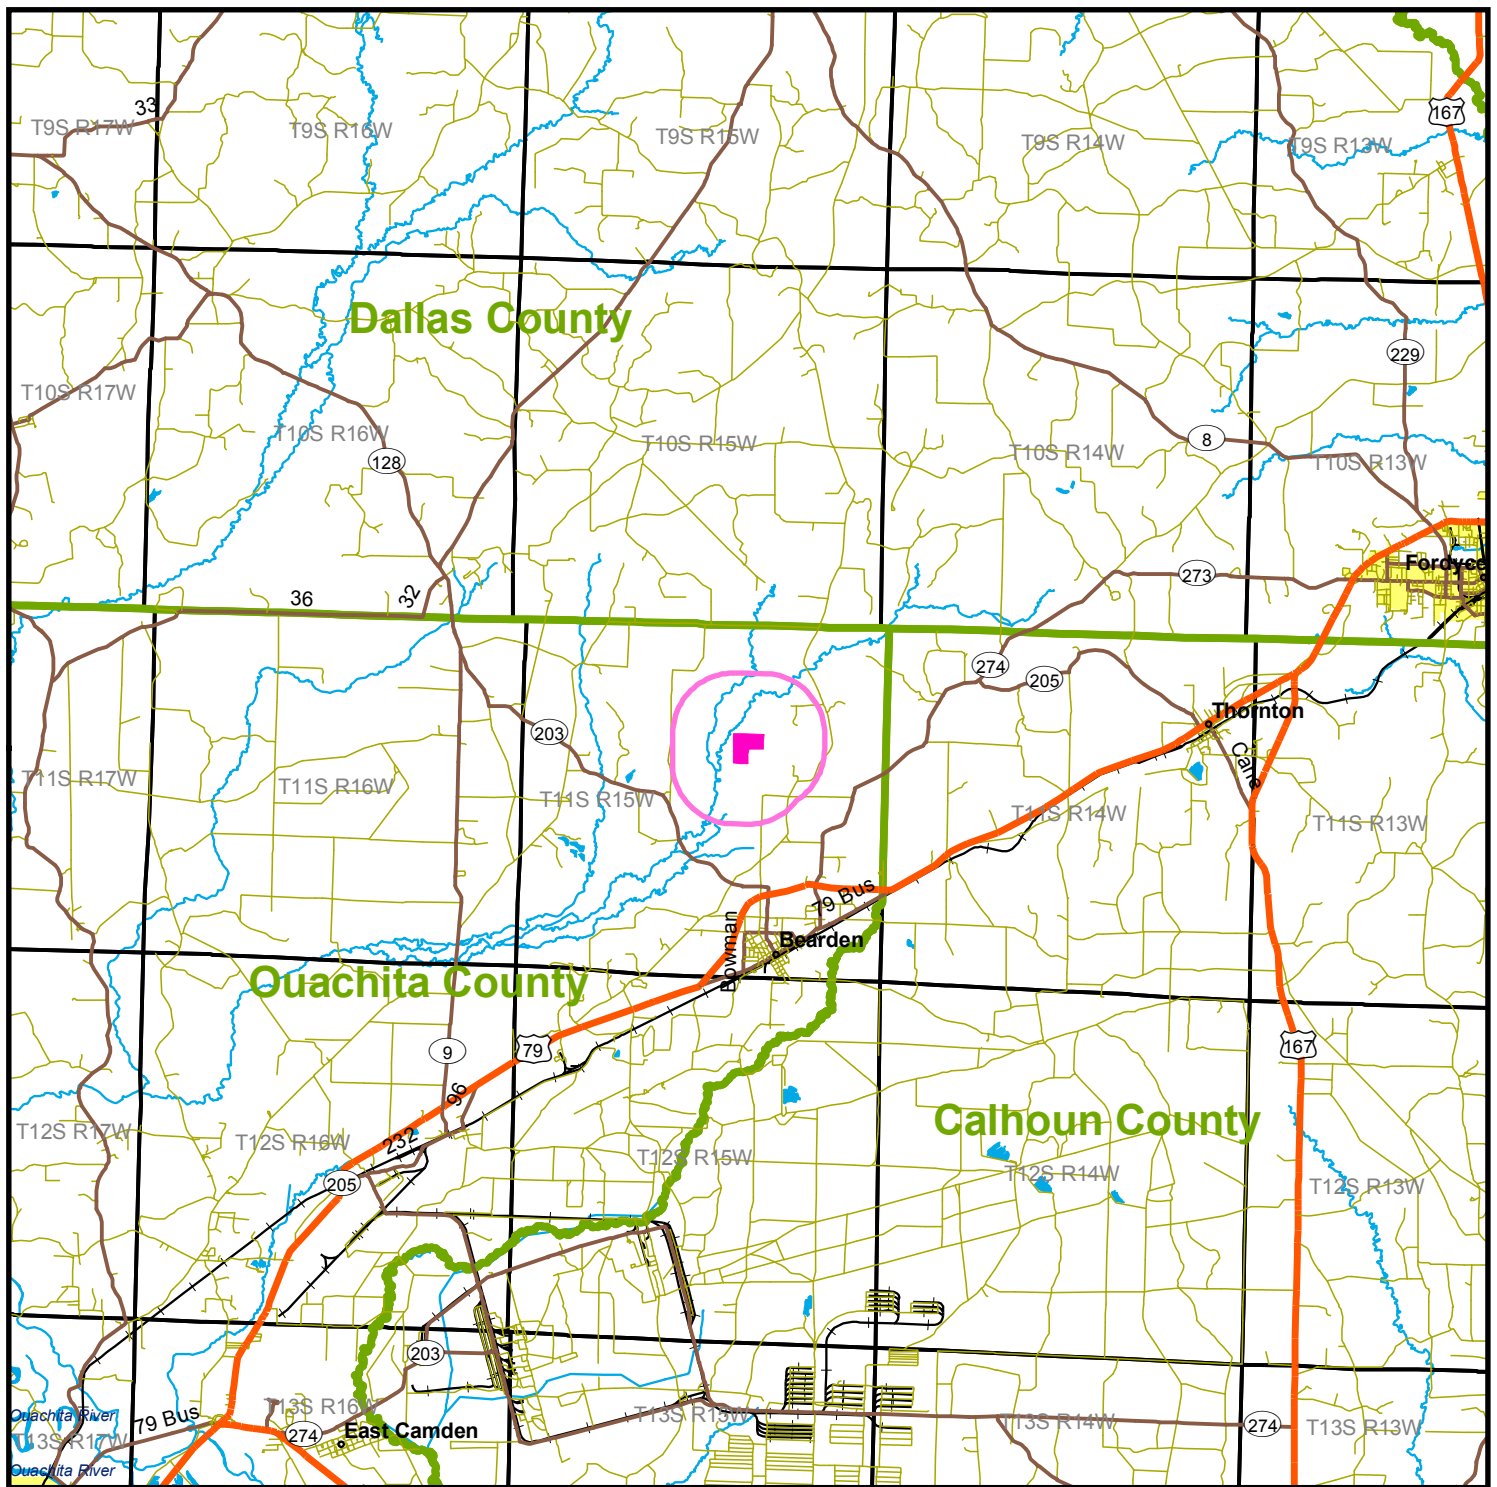 33
T9S R17W
T9S R16W
T9S R15W
T9S R14W
T9S R13W
167
Dallas County
229
T10S R17W
T10S R16W
T10S R15W
T10S R14W
T10S R13W
128
8
273
Fordyce
36
32
274
205
Thornton
203
Cane
T11S R17W
T11S R16W
T11S R15W
T11S R14W
T11S R13W
79 Bus
Bowman
Bearden
Ouachita County
9
79
167
96
Calhoun County
T12S R17W
T12S R16W
232
T12S R15W
T12S R14W
T12S R13W
205
203
Ouachita River
79 Bus
T13S R16W
T13S R15W
T13S R14W
T13S R13W
274
274
East Camden
T13S R17W
Ouachita River